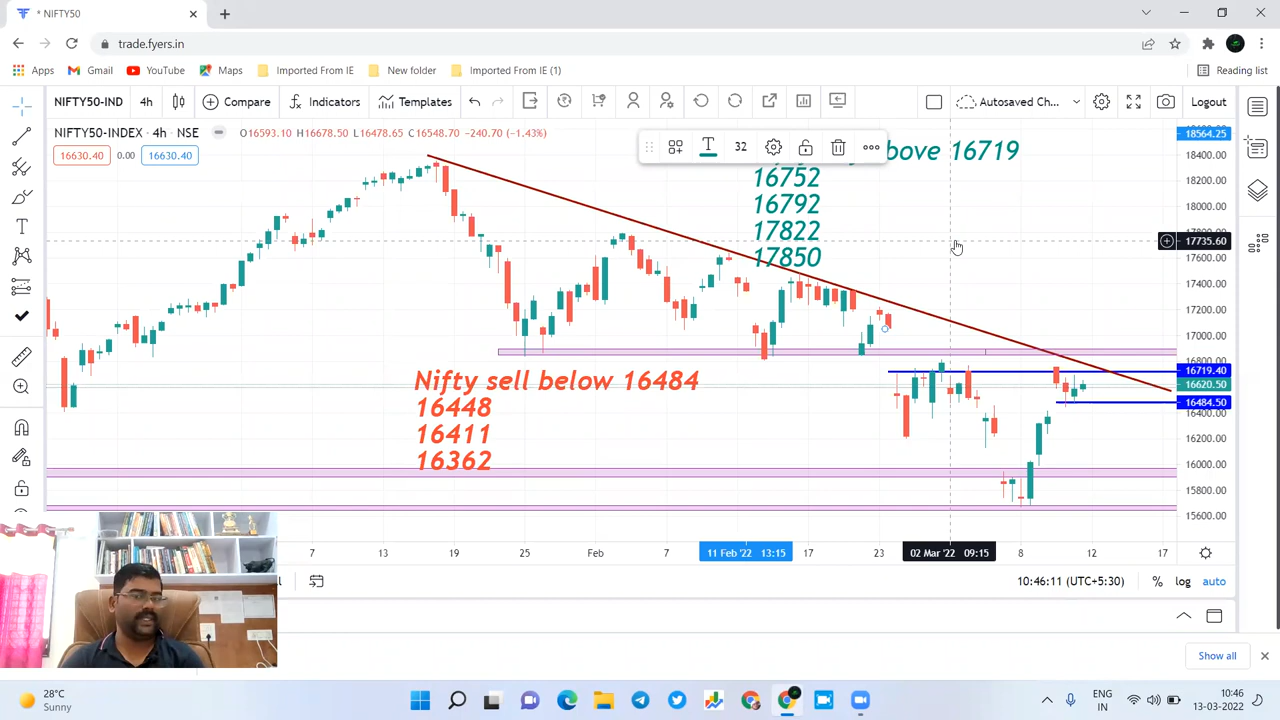 * NIFTY50
trade.fyers.in
Apps
Gmail
YouTube
Maps
Imported From IE
New folder
Imported From IE (1)
Reading list
NIFTY50-IND
4h
Compare
Indicators
Templates
Autosaved Ch...
Logout
NIFTY50-INDEX · 4h · NSE
O16593.10 H16678.50 L16478.65 C16548.70 -240.70 (-1.43%)
16630.40
0.00
16630.40
T
32
bove 16719
16752
16792
17822
17850
Nifty sell below 16484
16448
16411
16362
18564.25
18400.00
18200.00
18000.00
17735.60
17600.00
17400.00
17200.00
17000.00
16800.00
16719.40
16620.50
16484.50
16400.00
16200.00
16000.00
15800.00
15600.00
7
13
19
25
Feb
7
11 Feb '22 13:15
17
23
02 Mar '22 09:15
8
12
17
10:46:11 (UTC+5:30)
%
log
auto
Show all
28°C
Sunny
ENG
IN
10:46
13-03-2022